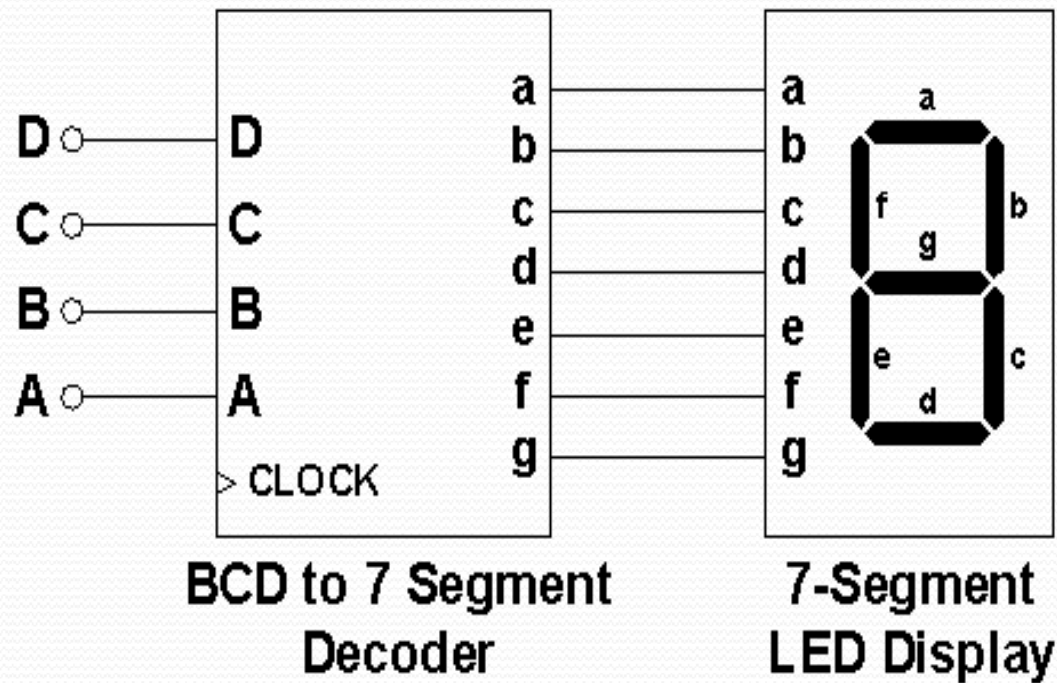 a a a
D D b b
f b
C C c c
g
d d
B B
e e
e c
A A f f
d
g g
> CLOCK
BCD to 7 Segment
Decoder
7-Segment
LED Display